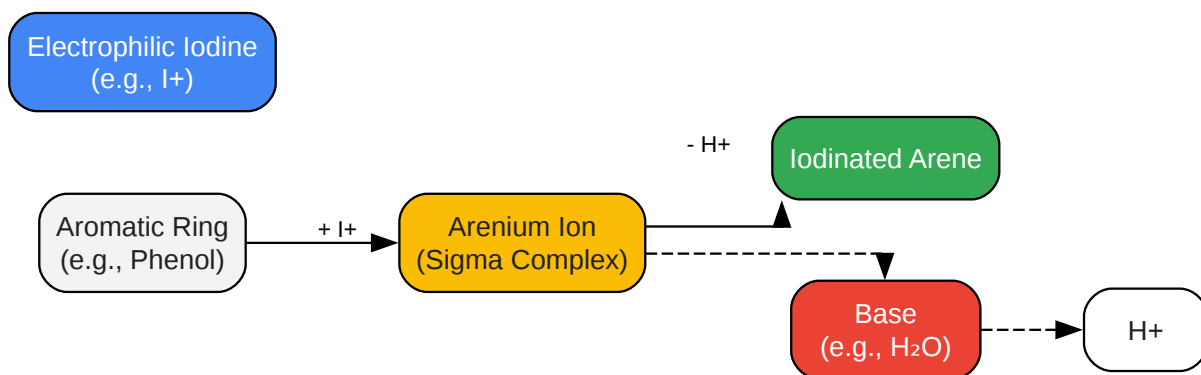 Electrophilic Iodine
(e.g., I+)
- H+
Iodinated Arene
Aromatic Ring
(e.g., Phenol)
+ I+
Arenium Ion
(Sigma Complex)
Base
(e.g., H₂O)
H+